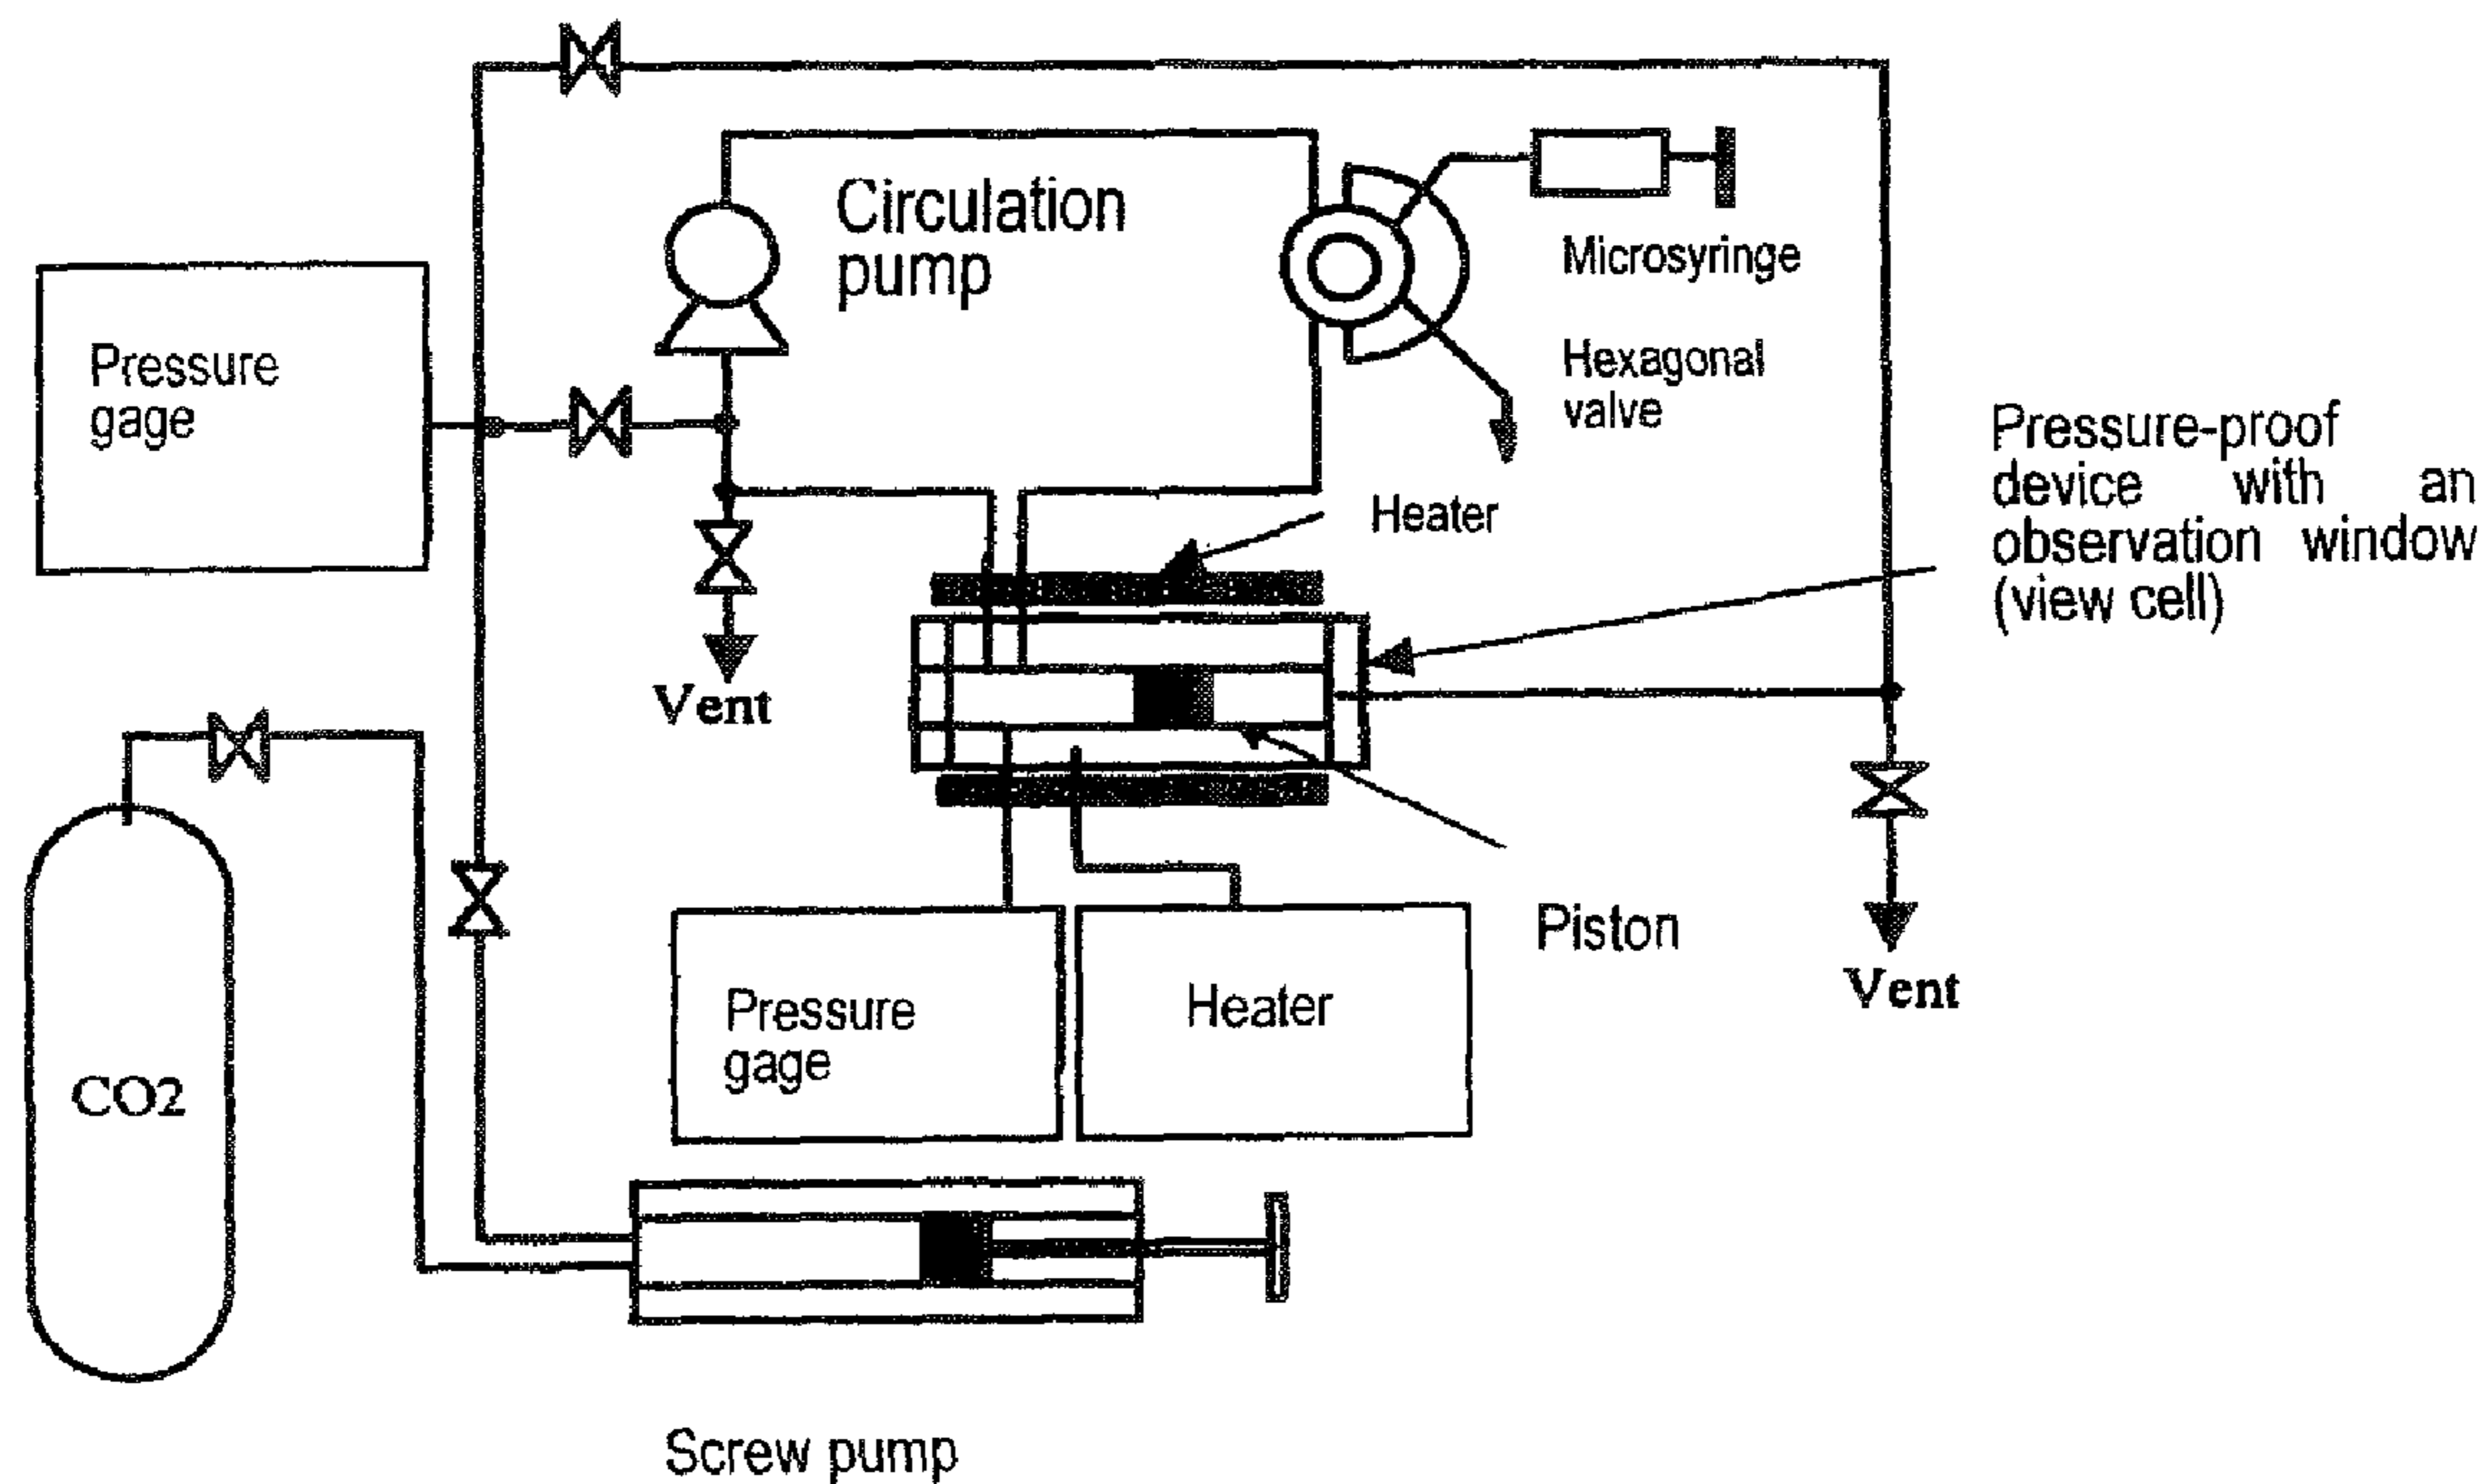 Circulation
pump
Microsyringe
Pressure
gage
Hexagonal
valve
Pressure-proof
device with an
observation window
(view cell)
Heater
Vent
Piston
Vent
Pressure
gage
Heater
CO2
Screw pump